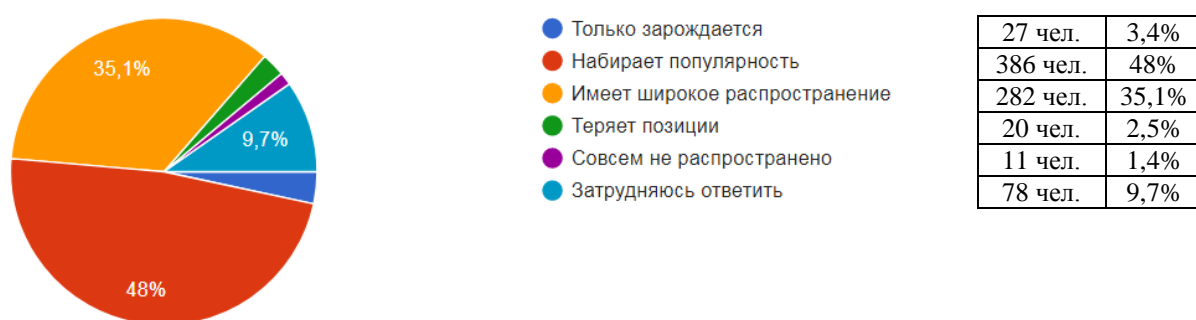 35,1%
9,7%
48%
Только зарождается
Набирает популярность
Имеет широкое распространение
Теряет позиции
Совсем не распространено
Затрудняюсь ответить
27 чел. 3,4%
386 чел. 48%
282 чел. 35,1%
20 чел. 2,5%
11 чел. 1,4%
78 чел. 9,7%